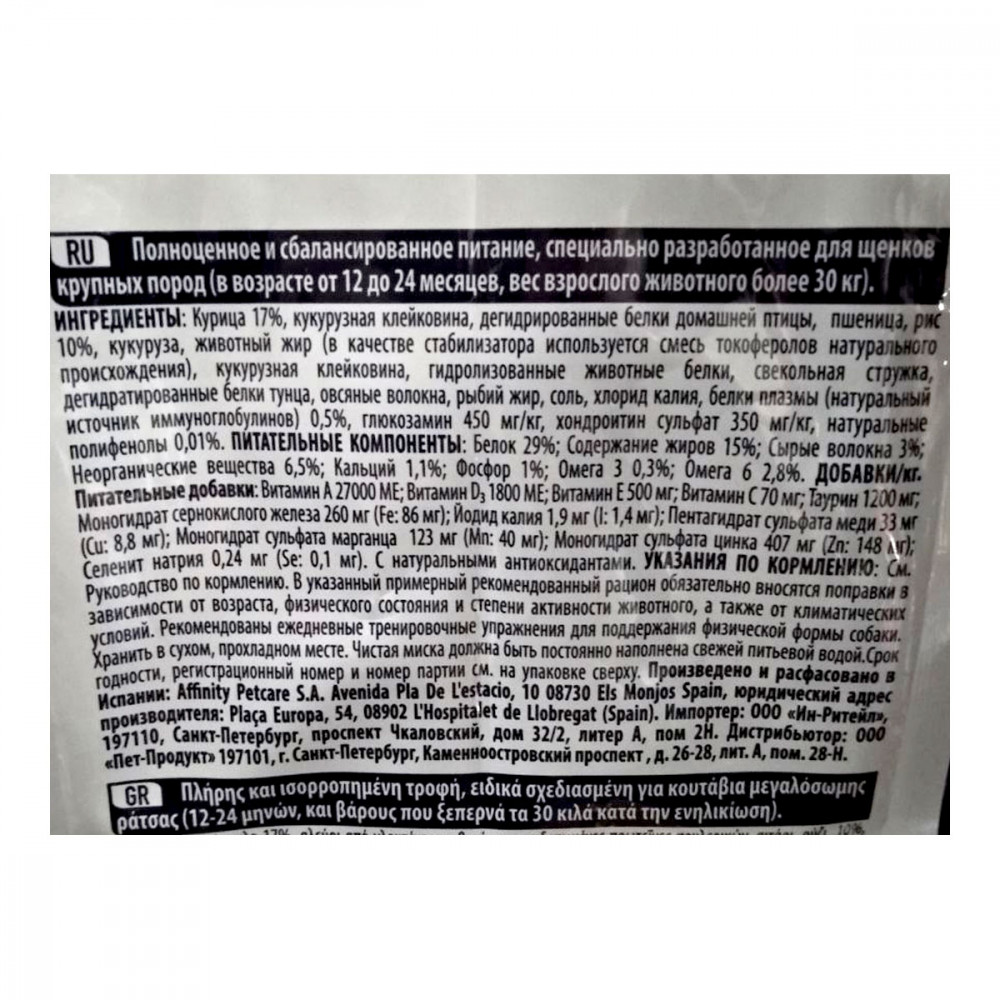 RU Полноценное и сбалансированное питание, специально разработанное для щенков
крупных пород (в возрасте от 12 до 24 месяцев, вес взрослого животного более 30 кг).
ИНГРЕДИЕНТЫ: Курица 17%, кукурузная клейковина, дегидрированные белки домашней птицы, пшеница, рис
10%, кукуруза, животный жир (в качестве стабилизатора используется смесь токоферолов натурального
происхождения), кукурузная клейковина, гидролизованные животные белки, свекольная стружка,
дегидратированные белки тунца, овсяные волокна, рыбий жир, соль, хлорид калия, белки плазмы (натуральный
источник иммуноглобулинов) 0,5%, глюкозамин 450 мг/кг, хондроитин сульфат 350 мг/кг, натуральные
полифенолы 0,01%. ПИТАТЕЛЬНЫЕ КОМПОНЕНТЫ: Белок 29%; Содержание жиров 15%; Сырые волокна 3%;
Неорганические вещества 6,5%; Кальций 1,1%; Фосфор 1%; Омега 3 0,3%; Омега 6 2,8%. ДОБАВКИ/кг.
Питательные добавки: Витамин А 27000 МЕ; Витамин D₃ 1800 МЕ; Витамин Е 500 мг; Витамин С 70 мг; Таурин 1200 мг;
Моногидрат сернокислого железа 260 мг (Fe: 86 мг); Йодид калия 1,9 мг (I: 1,4 мг); Пентагидрат сульфата меди 33 мг
(Cu: 8,8 мг); Моногидрат сульфата марганца 123 мг (Mn: 40 мг); Моногидрат сульфата цинка 407 мг (Zn: 148 мг);
Селенит натрия 0,24 мг (Se: 0,1 мг). С натуральными антиоксидантами. УКАЗАНИЯ ПО КОРМЛЕНИЮ: См.
Руководство по кормлению. В указанный примерный рекомендованный рацион обязательно вносятся поправки в
зависимости от возраста, физического состояния и степени активности животного, а также от климатических
условий. Рекомендованы ежедневные тренировочные упражнения для поддержания физической формы собаки.
Хранить в сухом, прохладном месте. Чистая миска должна быть постоянно наполнена свежей питьевой водой.Срок
годности, регистрационный номер и номер партии см. на упаковке сверху. Произведено и расфасовано в
Испании: Affinity Petcare S.A. Avenida Pla De L'estacio, 10 08730 Els Monjos Spain, юридический адрес
производителя: Plaça Europa, 54, 08902 L'Hospitalet de Llobregat (Spain). Импортер: ООО «Ин-Ритейл»,
197110, Санкт-Петербург, проспект Чкаловский, дом 32/2, литер А, пом 2Н. Дистрибьютор: ООО
«Пет-Продукт» 197101, г. Санкт-Петербург, Каменноостровский проспект , д. 26-28, лит. А, пом. 28-Н.
GR Πλήρης και ισορροπημένη τροφή, ειδικά σχεδιασμένη για κουτάβια μεγαλόσωμης
ράτσας (12-24 μηνών, και βάρους που ξεπερνά τα 30 κιλά κατά την ενηλικίωση).